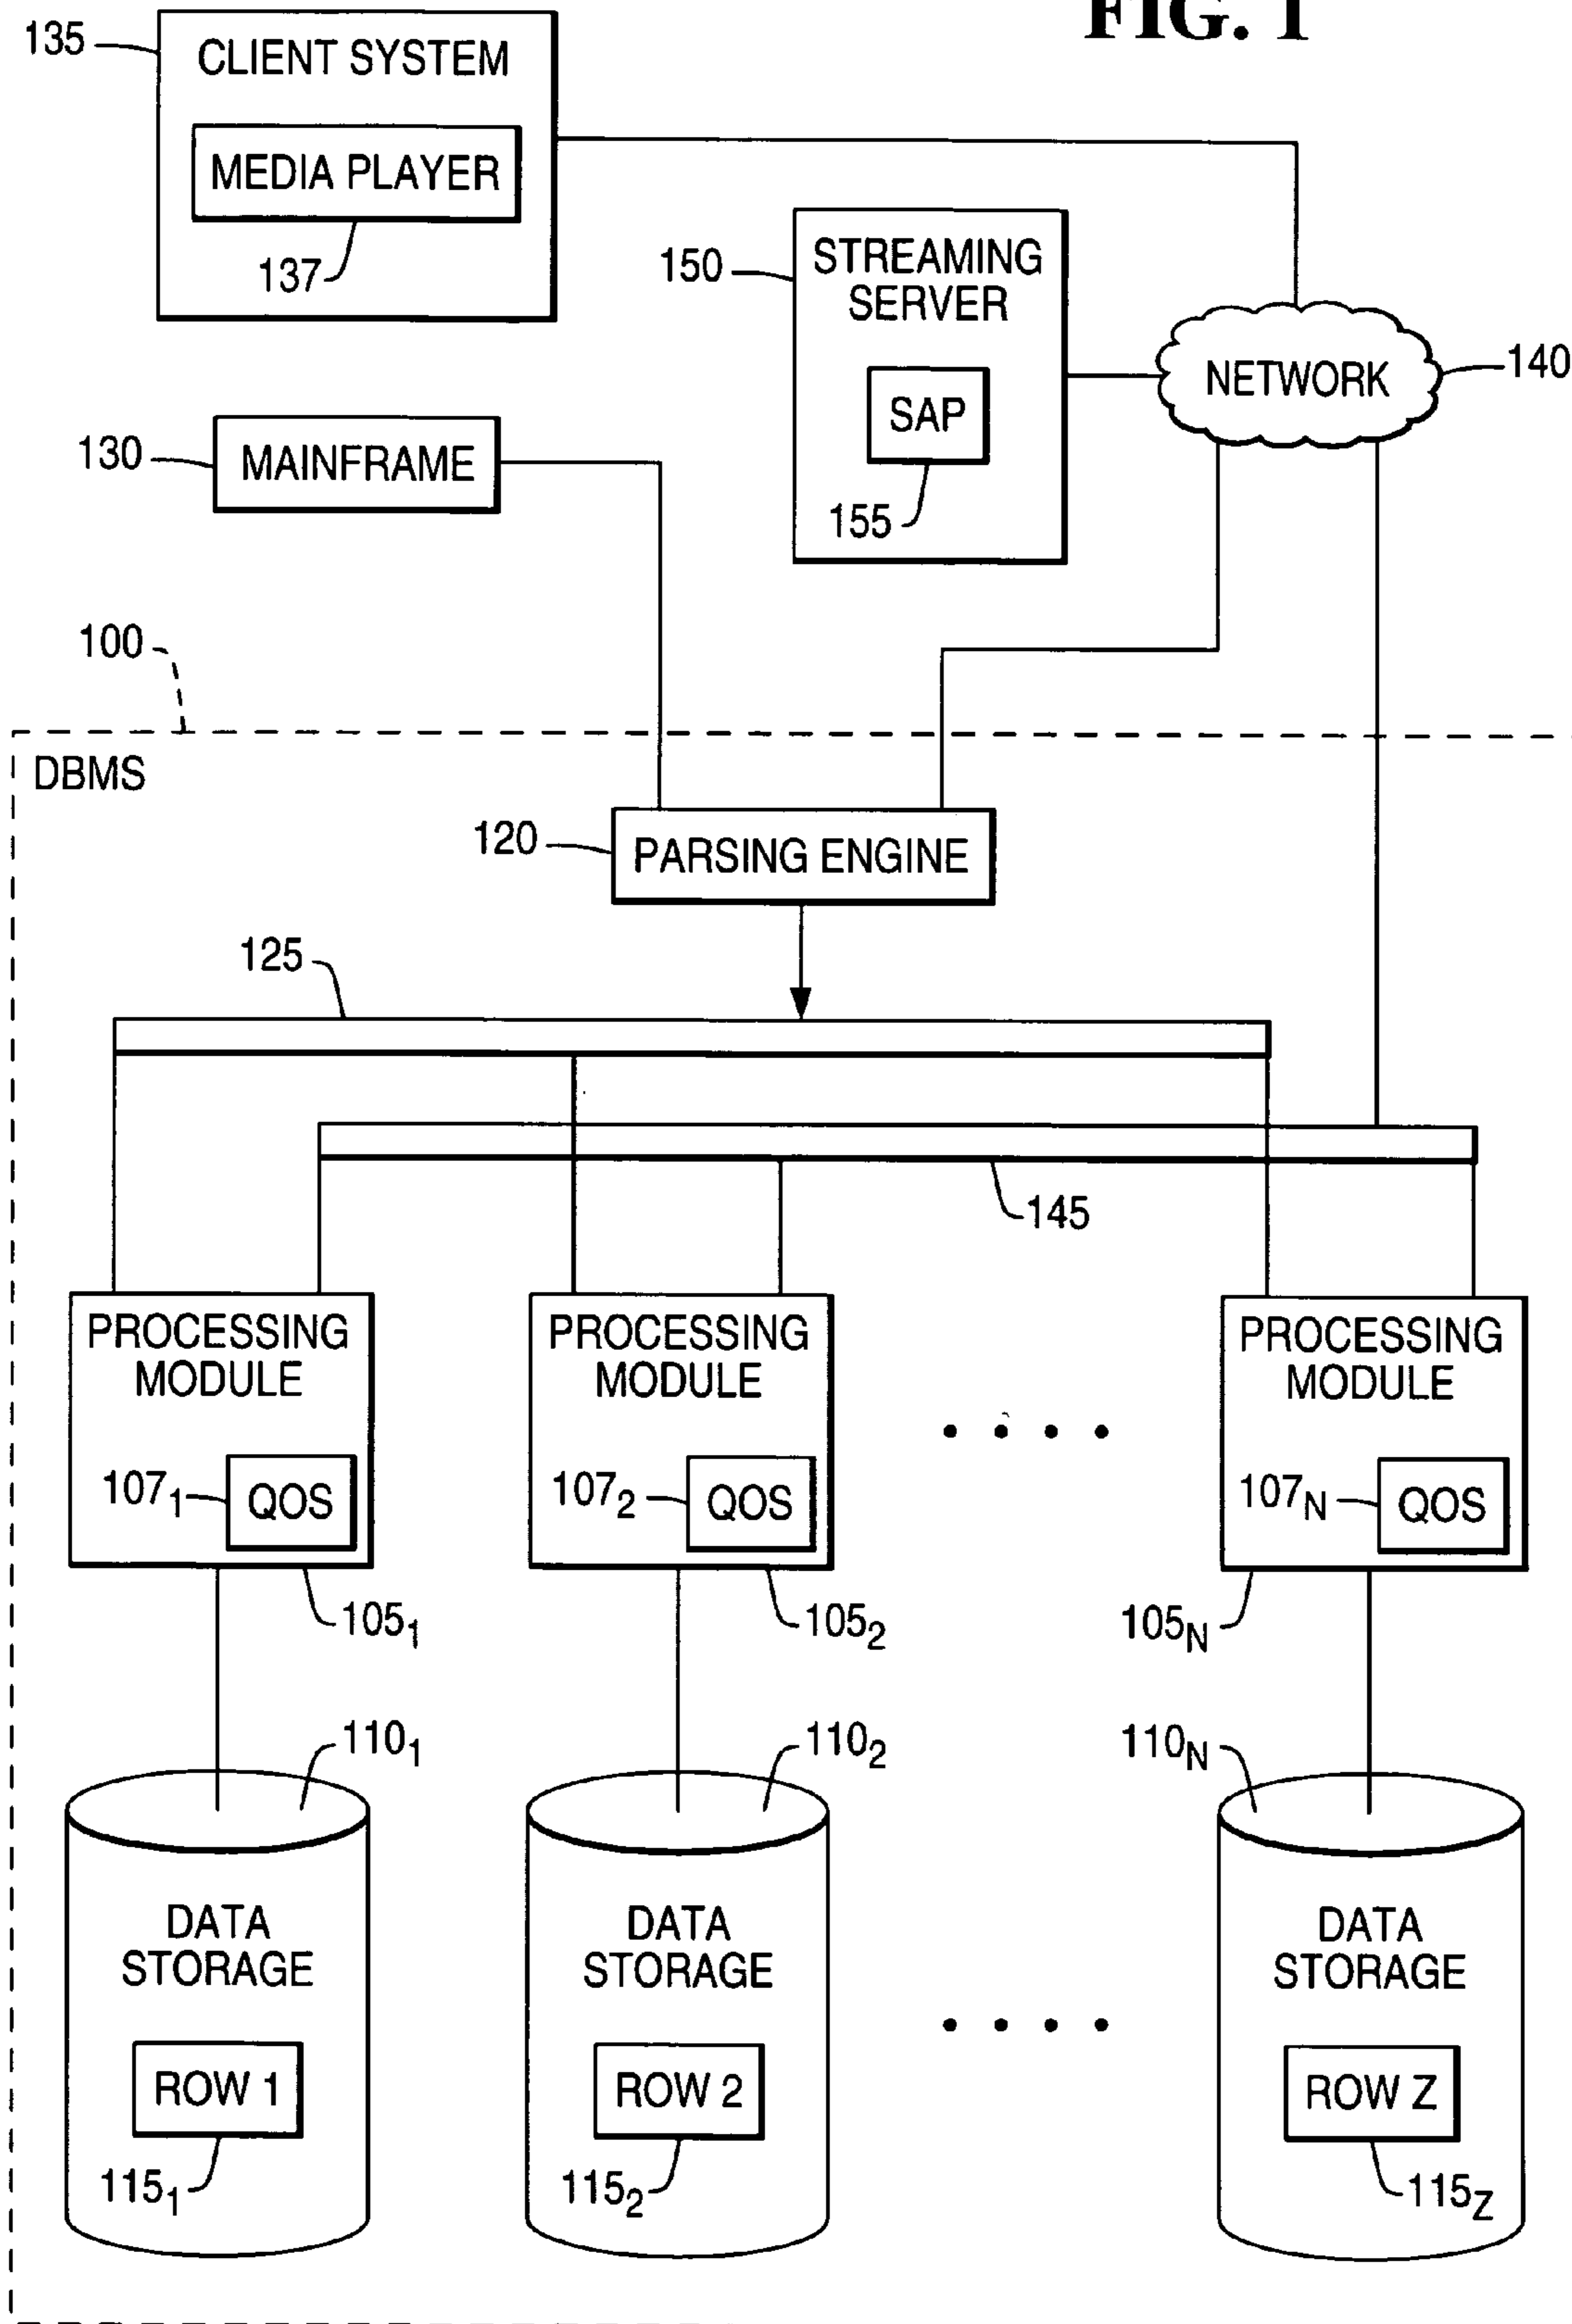 FIG. 1
135
CLIENT SYSTEM
MEDIA PLAYER
137
150
STREAMING
SERVER
SAP
155
NETWORK
140
130
MAINFRAME
100
DBMS
120
PARSING ENGINE
125
145
PROCESSING
MODULE
107₁
QOS
105₁
PROCESSING
MODULE
107₂
QOS
105₂
PROCESSING
MODULE
107N
QOS
105N
110₁
DATA
STORAGE
ROW 1
115₁
110₂
DATA
STORAGE
ROW 2
115₂
110N
DATA
STORAGE
ROW Z
115Z